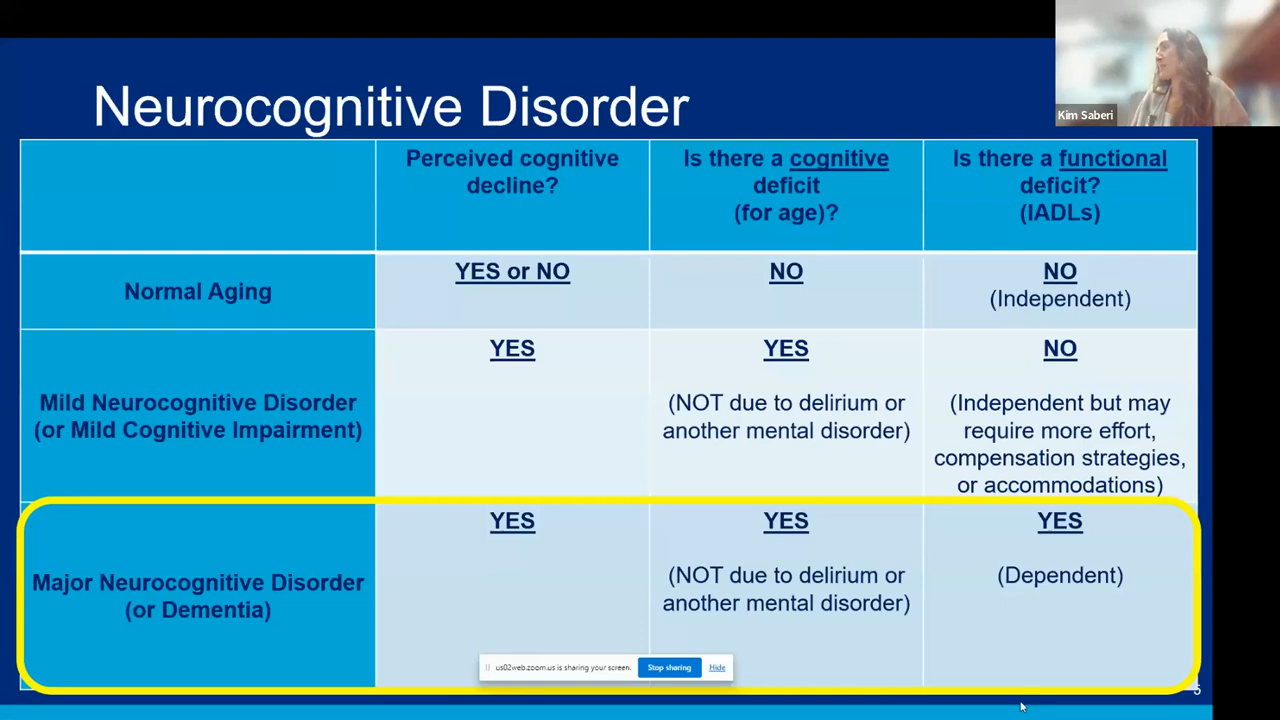 Kim Saberi
Neurocognitive Disorder
Perceived cognitive
decline?
Is there a cognitive
deficit
(for age)?
Is there a functional
deficit?
(IADLs)
Normal Aging
YES or NO
NO
NO
(Independent)
Mild Neurocognitive Disorder
(or Mild Cognitive Impairment)
YES
YES
(NOT due to delirium or
another mental disorder)
NO
(Independent but may
require more effort,
compensation strategies,
or accommodations)
Major Neurocognitive Disorder
(or Dementia)
YES
YES
(NOT due to delirium or
another mental disorder)
YES
(Dependent)
us02web.zoom.us is sharing your screen.
Stop sharing
Hide
5